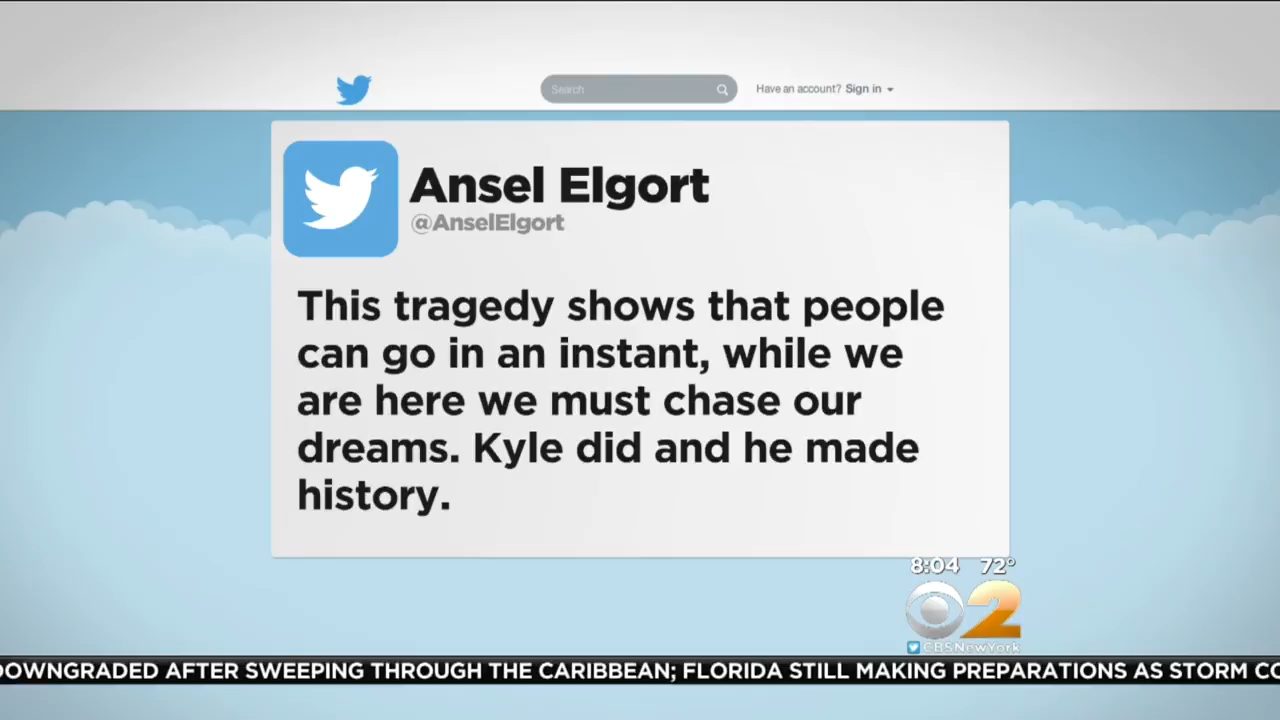 Search
Have an account? Sign in
Ansel Elgort
@AnselElgort
This tragedy shows that people
can go in an instant, while we
are here we must chase our
dreams. Kyle did and he made
history.
8:04 72°
2
CBSNewYork
DOWNGRADED AFTER SWEEPING THROUGH THE CARIBBEAN; FLORIDA STILL MAKING PREPARATIONS AS STORM CO